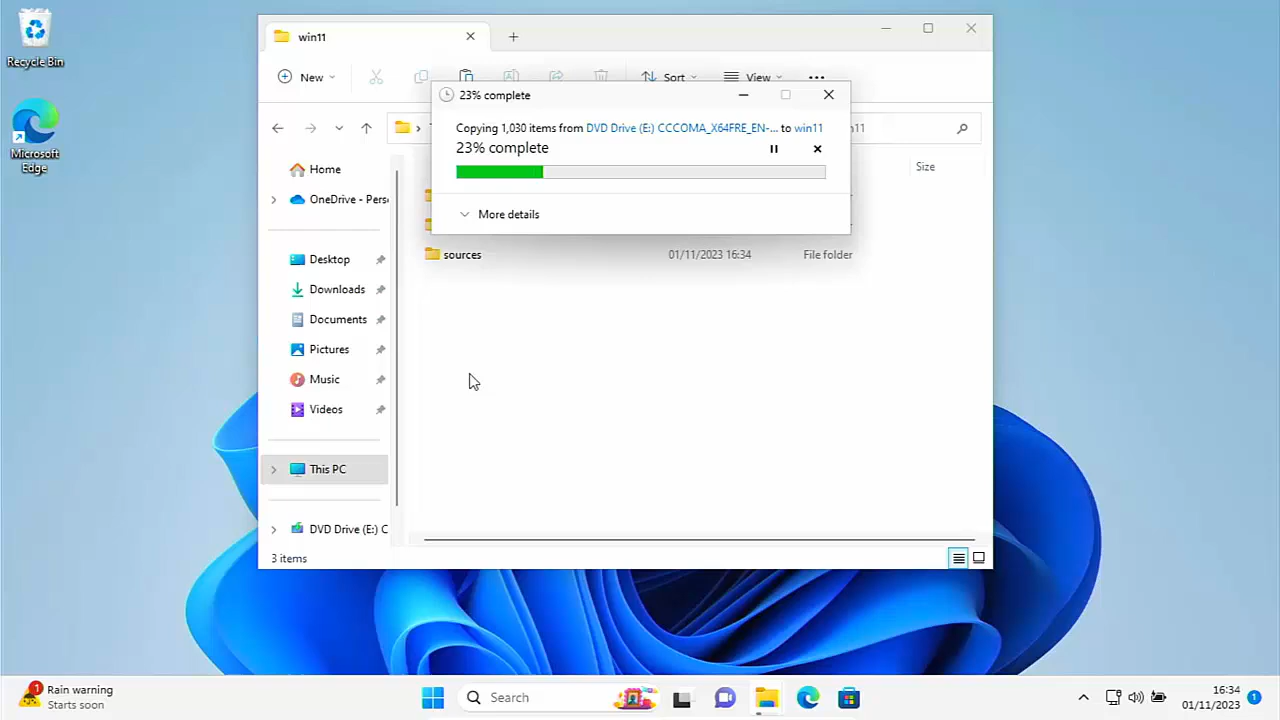 Recycle Bin
Microsoft
Edge
win11
New
Sort
View
23% complete
Copying 1,030 items from DVD Drive (E:) CCCOMA_X64FRE_EN-... to win11
23% complete
More details
Size
Home
OneDrive - Pers
Desktop
Downloads
Documents
Pictures
Music
Videos
This PC
DVD Drive (E:) C
sources 01/11/2023 16:34 File folder
3 items
1
Rain warning
Starts soon
Search
16:34
01/11/2023
1